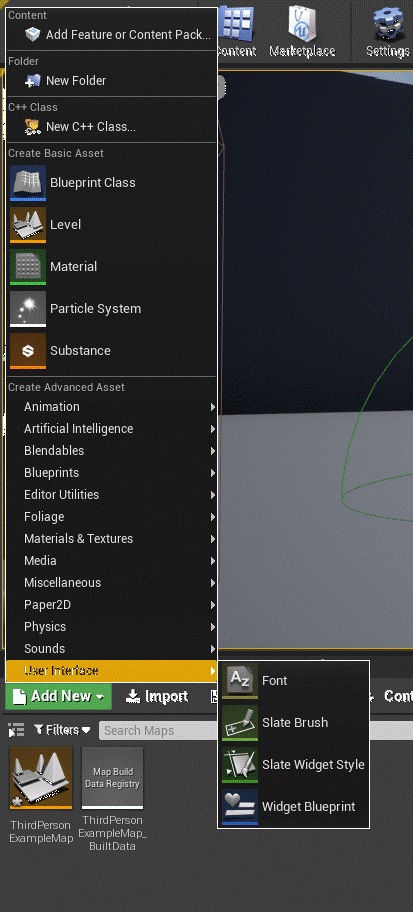 Content
Add Feature or Content Pack...
Folder
New Folder
C++ Class
New C++ Class...
Create Basic Asset
Blueprint Class
Level
Material
Particle System
Substance
Create Advanced Asset
Animation
Artificial Intelligence
Blendables
Blueprints
Editor Utilities
Foliage
Materials & Textures
Media
Miscellaneous
Paper2D
Physics
Sounds
User Interface
Font
Slate Brush
Slate Widget Style
Widget Blueprint
ontent
Marketplace
Settings
Add New
Import
Cont
Filters
Search Maps
ThirdPerson
ExampleMap
Map Build
Data Registry
ThirdPerson
ExampleMap_
BuiltData